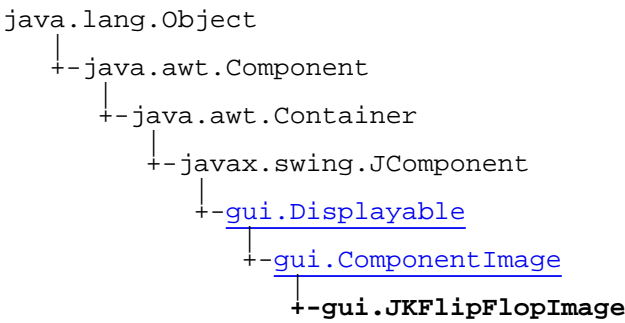 java.lang.Object
+-java.awt.Component
+-java.awt.Container
+-javax.swing.JComponent
+-gui.Displayable
+-gui.ComponentImage
+-gui.JKFlipFlopImage